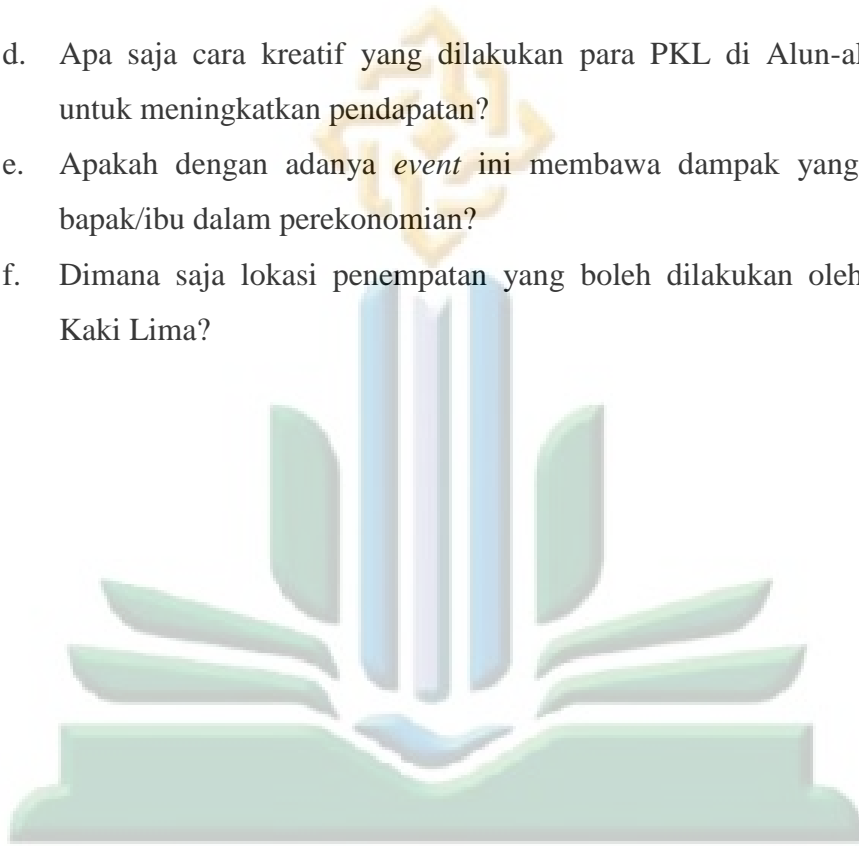 d. Apa saja cara kreatif yang dilakukan para PKL di Alun-al
untuk meningkatkan pendapatan?
e. Apakah dengan adanya event ini membawa dampak yang
bapak/ibu dalam perekonomian?
f. Dimana saja lokasi penempatan yang boleh dilakukan oleh
Kaki Lima?